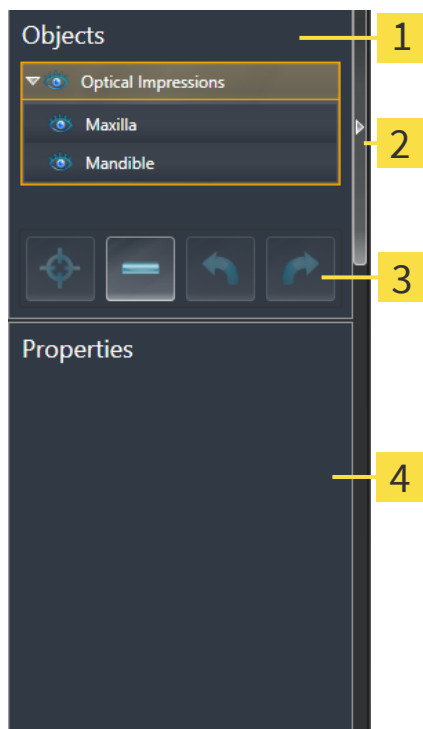 Objects
1
Optical Impressions
Maxilla
2
Mandible
3
Properties
4